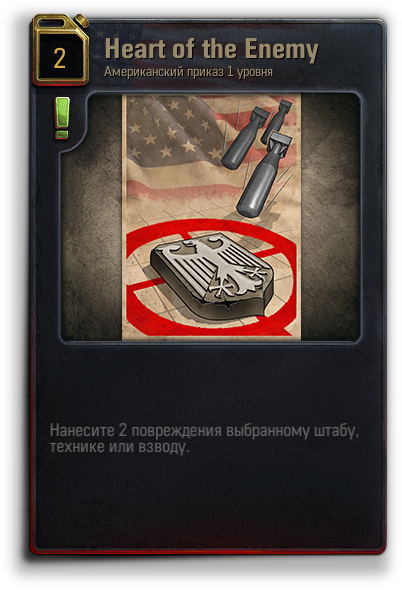 2
Heart of the Enemy
Американский приказ 1 уровня
Нанесите 2 повреждения выбранному штабу,
технике или взводу.